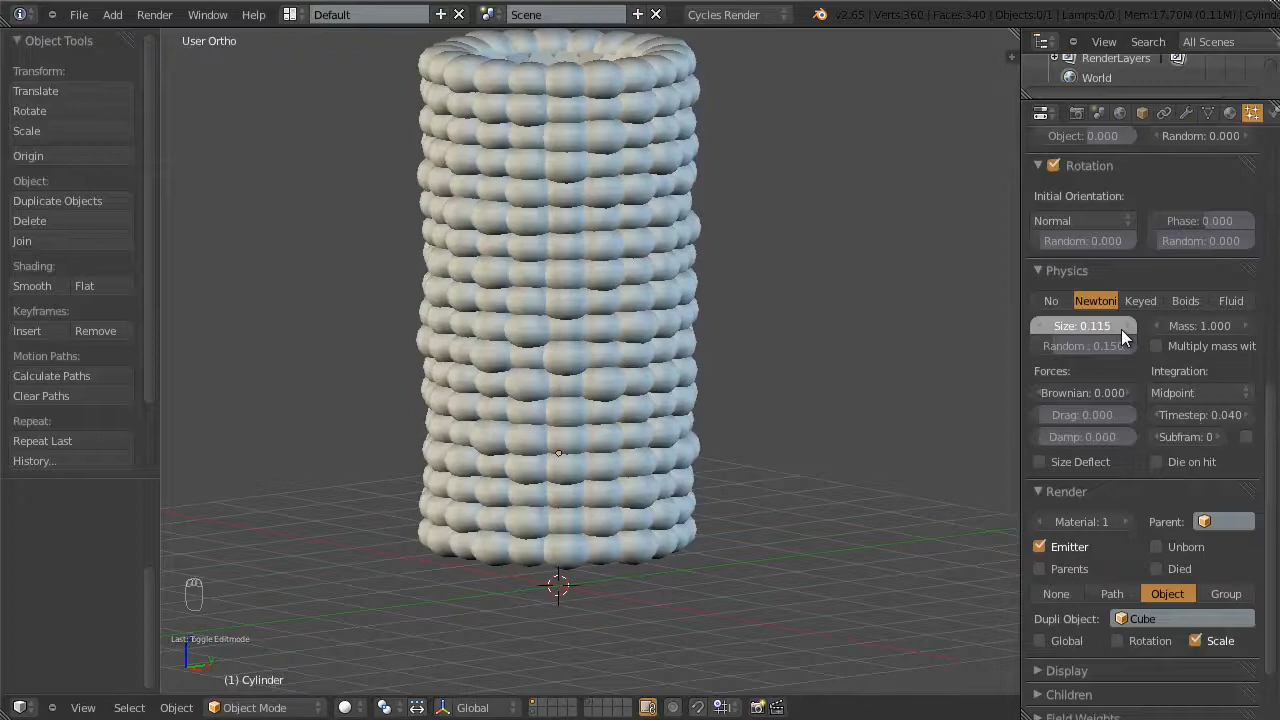 File Add Render Window Help Default Scene Cycles Render v2.65 | Verts:360 | Faces:340 | Objects:0/1 | Lamps:0/0 | Mem:17.70M (0.11M) |
Object Tools
User Ortho
View Search All Scenes
RenderLayers
World
Transform:
Translate
Rotate
Scale
Origin
Object:
Duplicate Objects
Delete
Join
Shading:
Smooth Flat
Keyframes:
Insert Remove
Motion Paths:
Calculate Paths
Clear Paths
Repeat:
Repeat Last
History...
Last: Toggle Editmode
(1) Cylinder
Object: 0.000 Random: 0.000
Rotation
Initial Orientation:
Normal Phase: 0.000
Random: 0.000 Random: 0.000
Physics
No Newtoni Keyed Boids Fluid
Size: 0.115 Mass: 1.000
Random : 0.150 Multiply mass wit
Forces: Integration:
Brownian: 0.000 Midpoint
Drag: 0.000 Timestep: 0.040
Damp: 0.000 Subfram: 0
Size Deflect Die on hit
Render
Material: 1 Parent:
Emitter Unborn
Parents Died
None Path Object Group
Dupli Object: Cube
Global Rotation Scale
Display
Children
View Select Object Object Mode Global